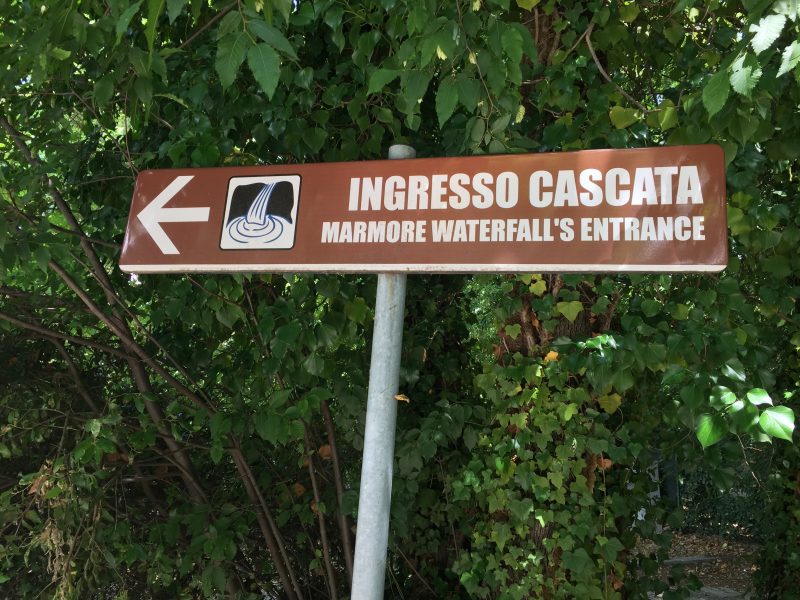 INGRESSO CASCATA
MARMORE WATERFALL'S ENTRANCE